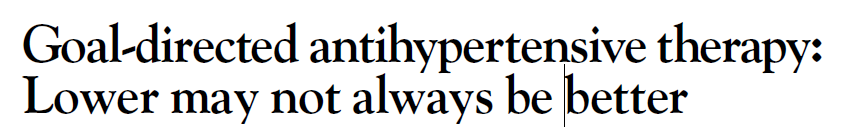 Goal-directed antihypertensive therapy:
Lower may not always be better